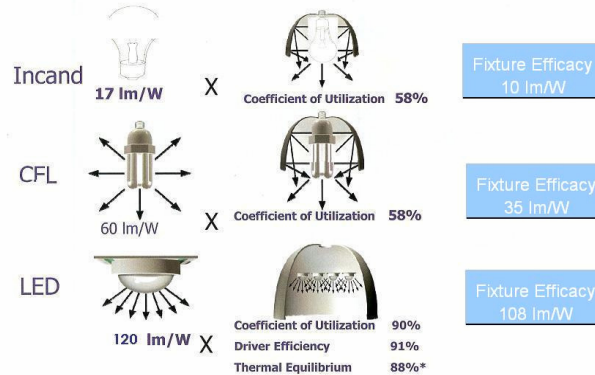 Incand
17 lm/W
X
Coefficient of Utilization 58%
Fixture Efficacy
10 lm/W
CFL
60 lm/W
X
Coefficient of Utilization 58%
Fixture Efficacy
35 lm/W
LED
120 lm/W
X
Coefficient of Utilization 90%
Driver Efficiency 91%
Thermal Equilibrium 88%*
Fixture Efficacy
108 lm/W